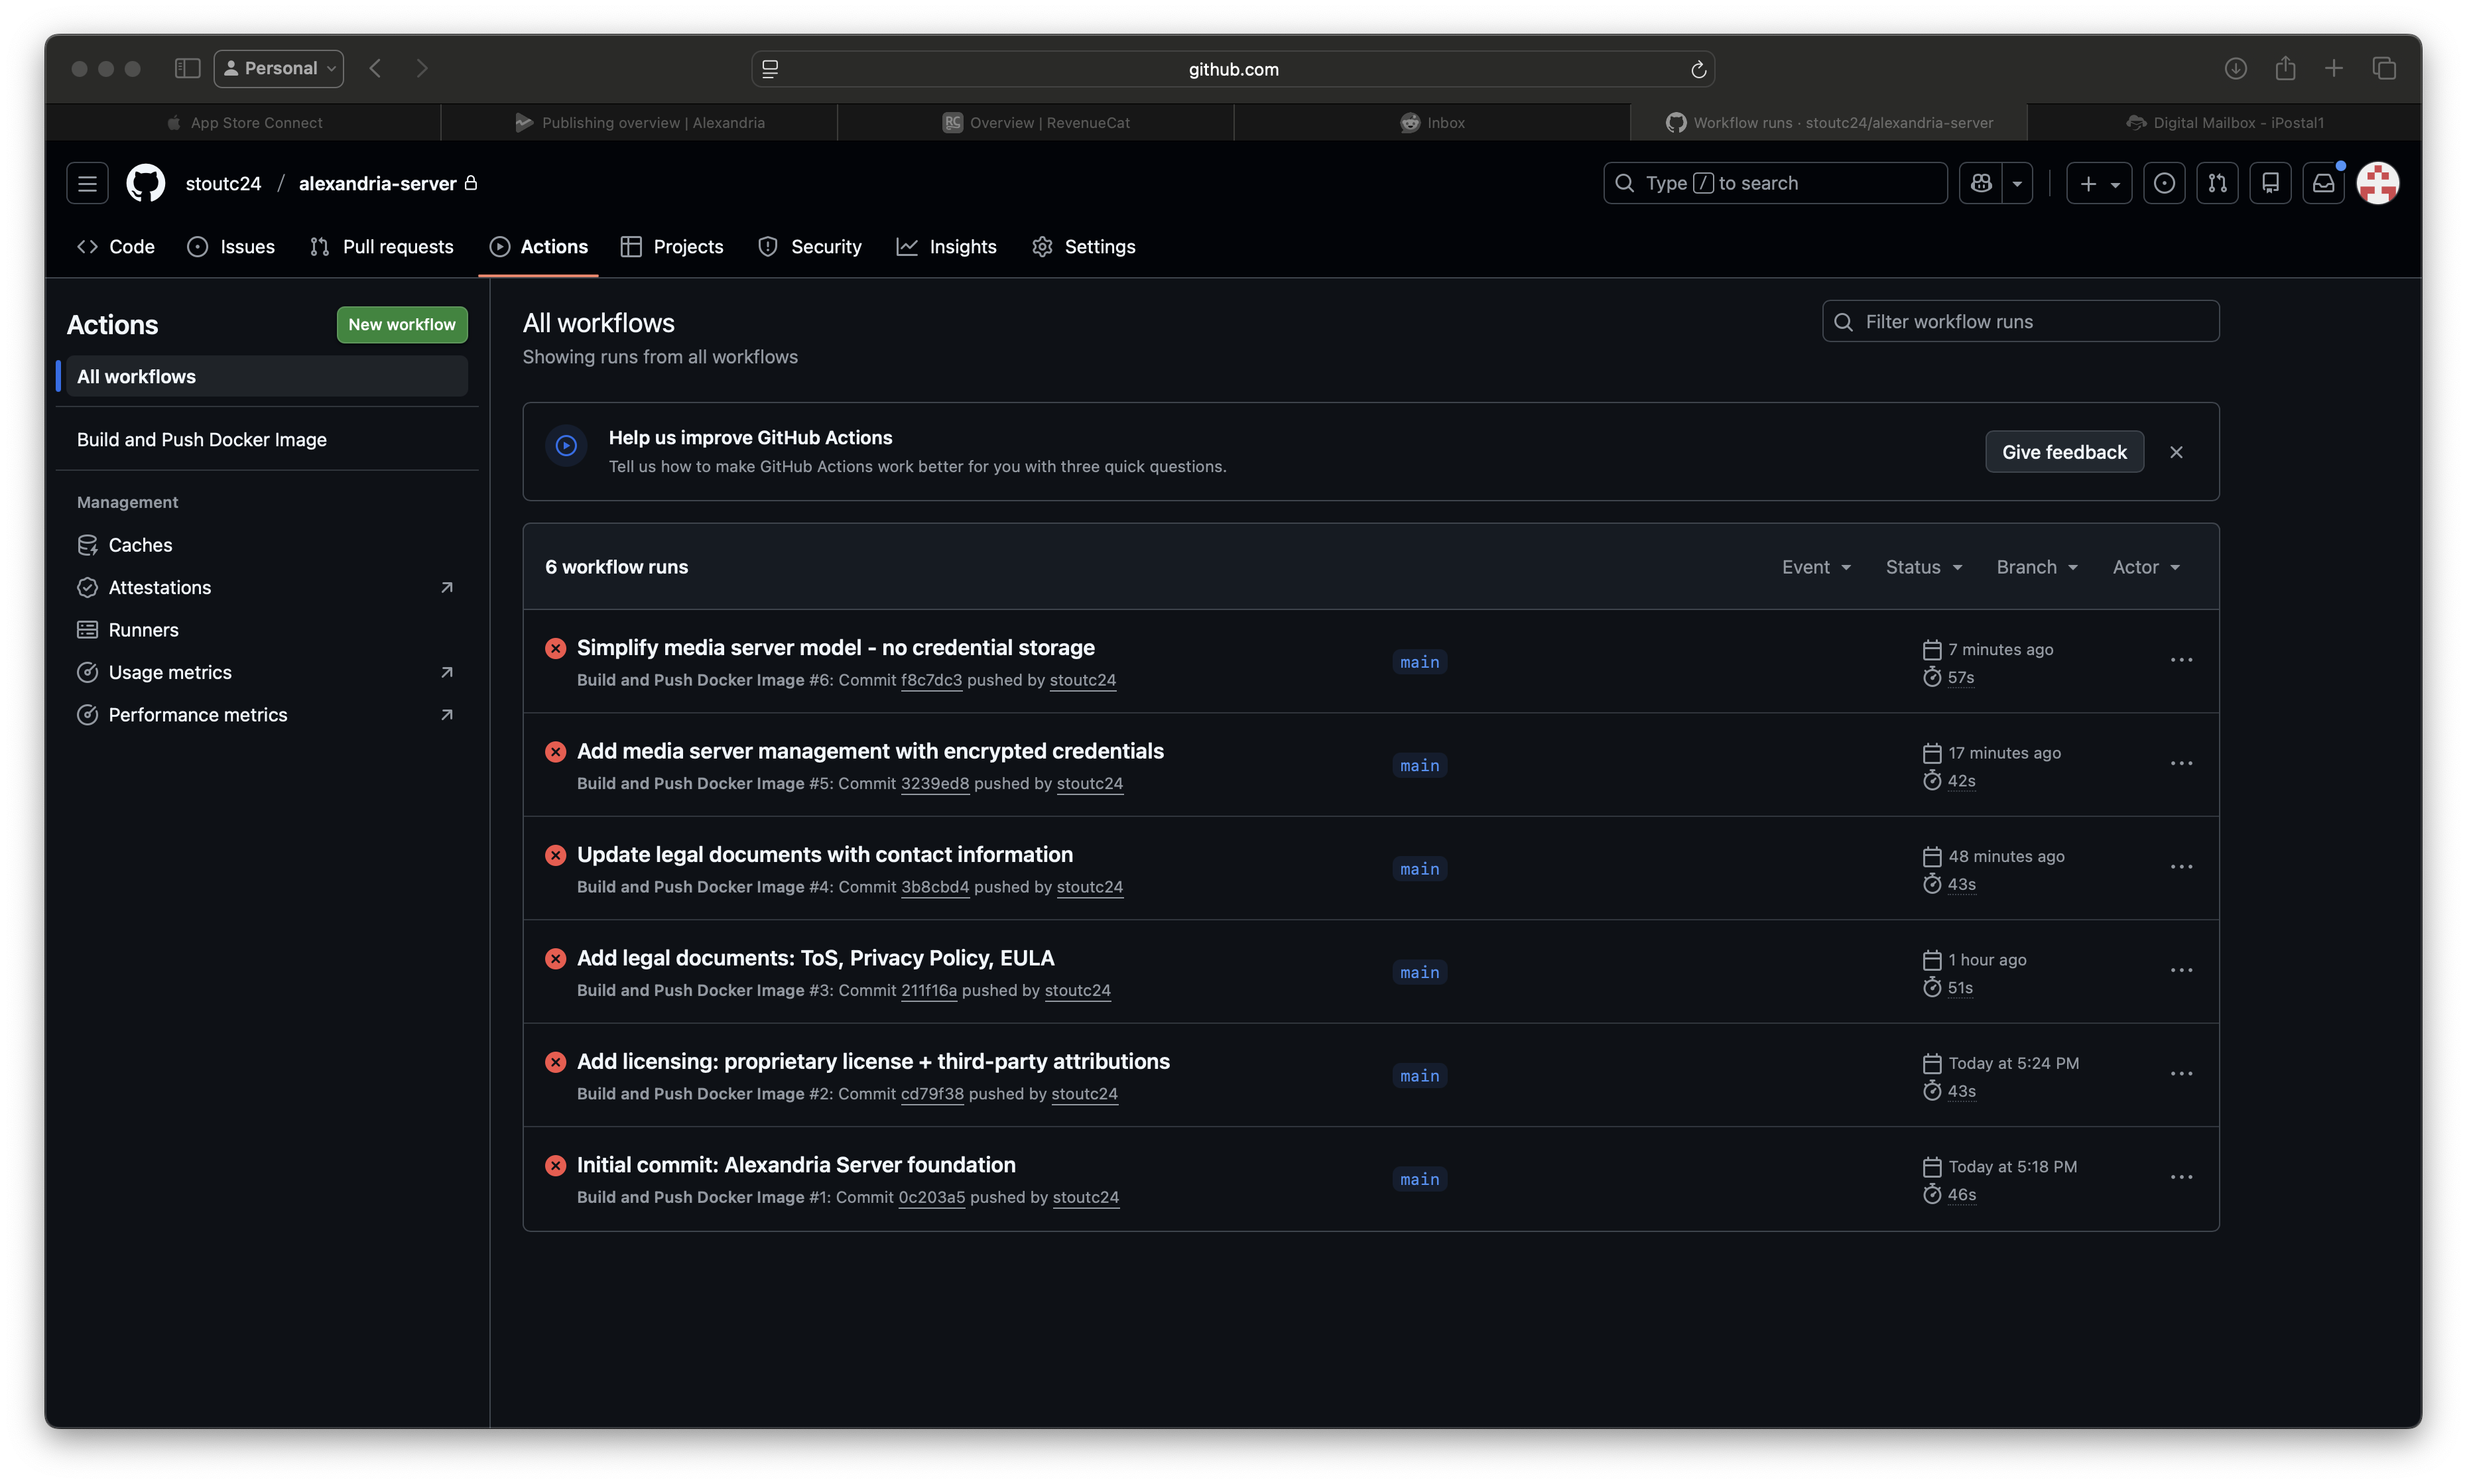 Personal
github.com
App Store Connect
Publishing overview | Alexandria
RC Overview | RevenueCat
Inbox
Workflow runs · stoutc24/alexandria-server
Digital Mailbox - iPostal1
stoutc24 / alexandria-server
Type / to search
Code
Issues
Pull requests
Actions
Projects
Security
Insights
Settings
Actions
New workflow
All workflows
Build and Push Docker Image
Management
Caches
Attestations
Runners
Usage metrics
Performance metrics
All workflows
Showing runs from all workflows
Filter workflow runs
Help us improve GitHub Actions
Tell us how to make GitHub Actions work better for you with three quick questions.
Give feedback
6 workflow runs
Event
Status
Branch
Actor
Simplify media server model - no credential storage
Build and Push Docker Image #6: Commit f8c7dc3 pushed by stoutc24
main
7 minutes ago
57s
Add media server management with encrypted credentials
Build and Push Docker Image #5: Commit 3239ed8 pushed by stoutc24
main
17 minutes ago
42s
Update legal documents with contact information
Build and Push Docker Image #4: Commit 3b8cbd4 pushed by stoutc24
main
48 minutes ago
43s
Add legal documents: ToS, Privacy Policy, EULA
Build and Push Docker Image #3: Commit 211f16a pushed by stoutc24
main
1 hour ago
51s
Add licensing: proprietary license + third-party attributions
Build and Push Docker Image #2: Commit cd79f38 pushed by stoutc24
main
Today at 5:24 PM
43s
Initial commit: Alexandria Server foundation
Build and Push Docker Image #1: Commit 0c203a5 pushed by stoutc24
main
Today at 5:18 PM
46s